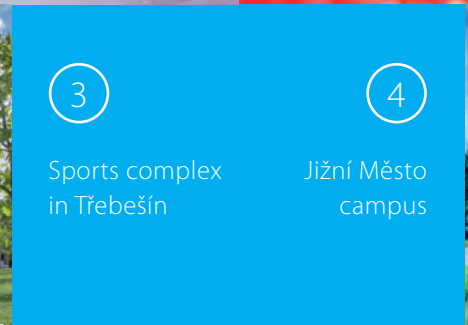 3
Sports complex
in Třebešín
4
Jižní Město
campus